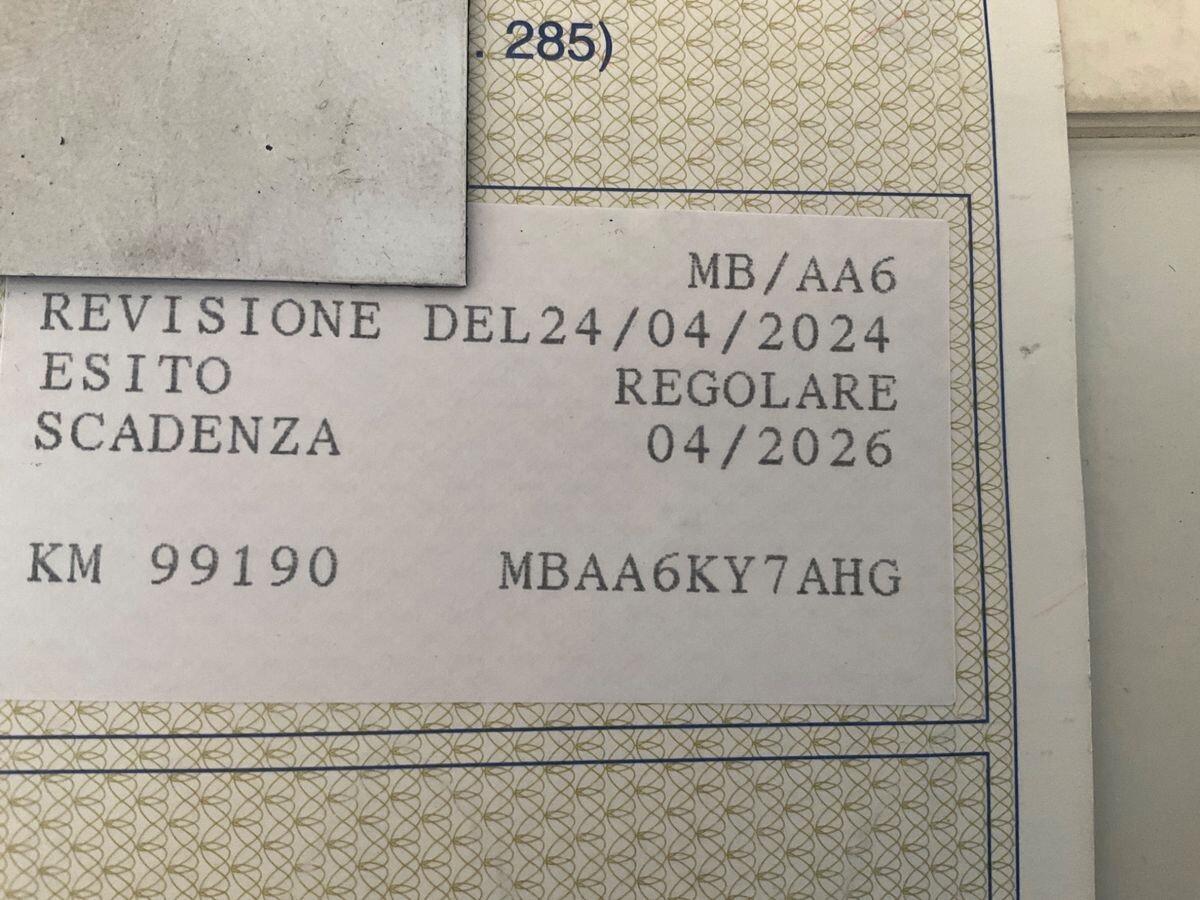 . 285)
MB/AA6
REVISIONE DEL24/04/2024
ESITO REGOLARE
SCADENZA 04/2026
KM 99190 MBAA6KY7AHG